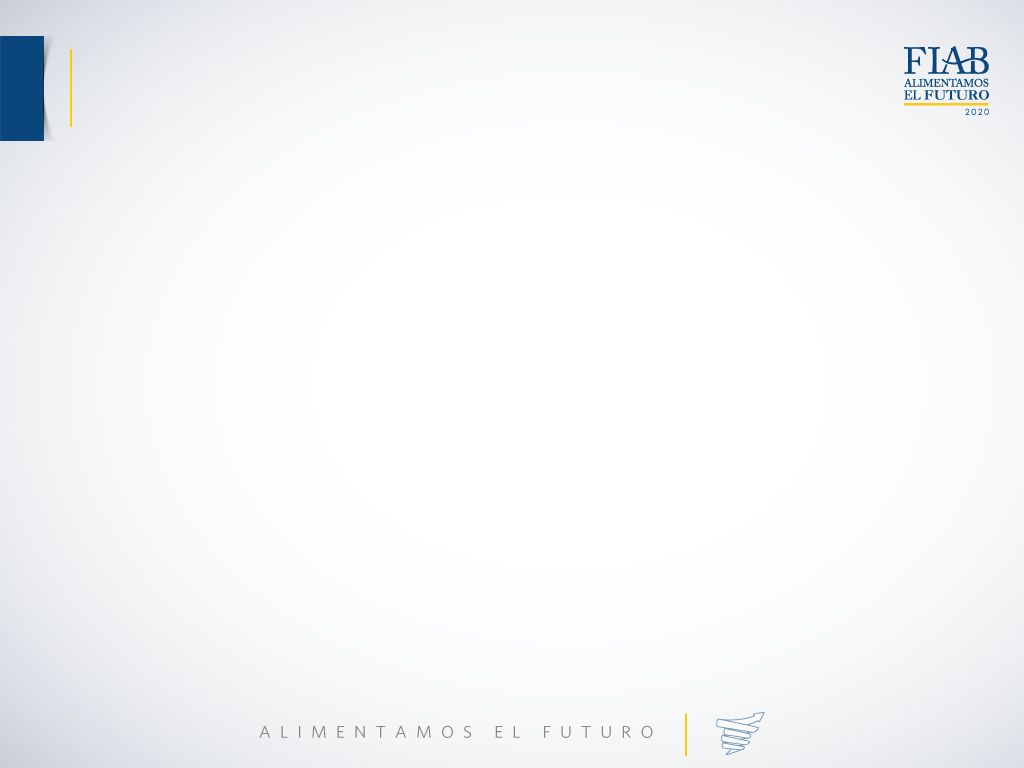 FIAB
ALIMENTAMOS
EL FUTURO
2020
ALIMENTAMOS EL FUTURO